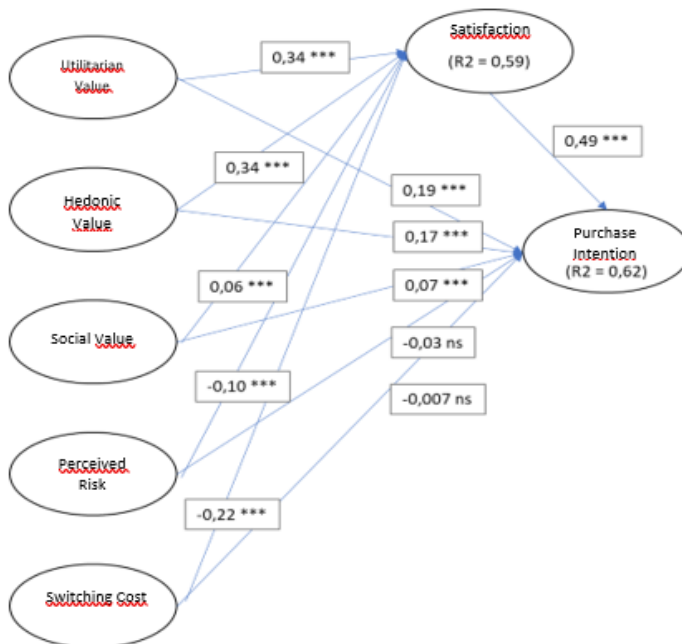 Satisfaction
(R2 = 0,59)
0,34 ***
Utilitarian
Value
0,49 ***
0,34 ***
0,19 ***
Hedonic
Value
0,17 ***
Purchase
Intention
(R2 = 0,62)
0,06 ***
0,07 ***
Social Value
-0,03 ns
-0,10 ***
-0,007 ns
Perceived
Risk
-0,22 ***
Switching Cost